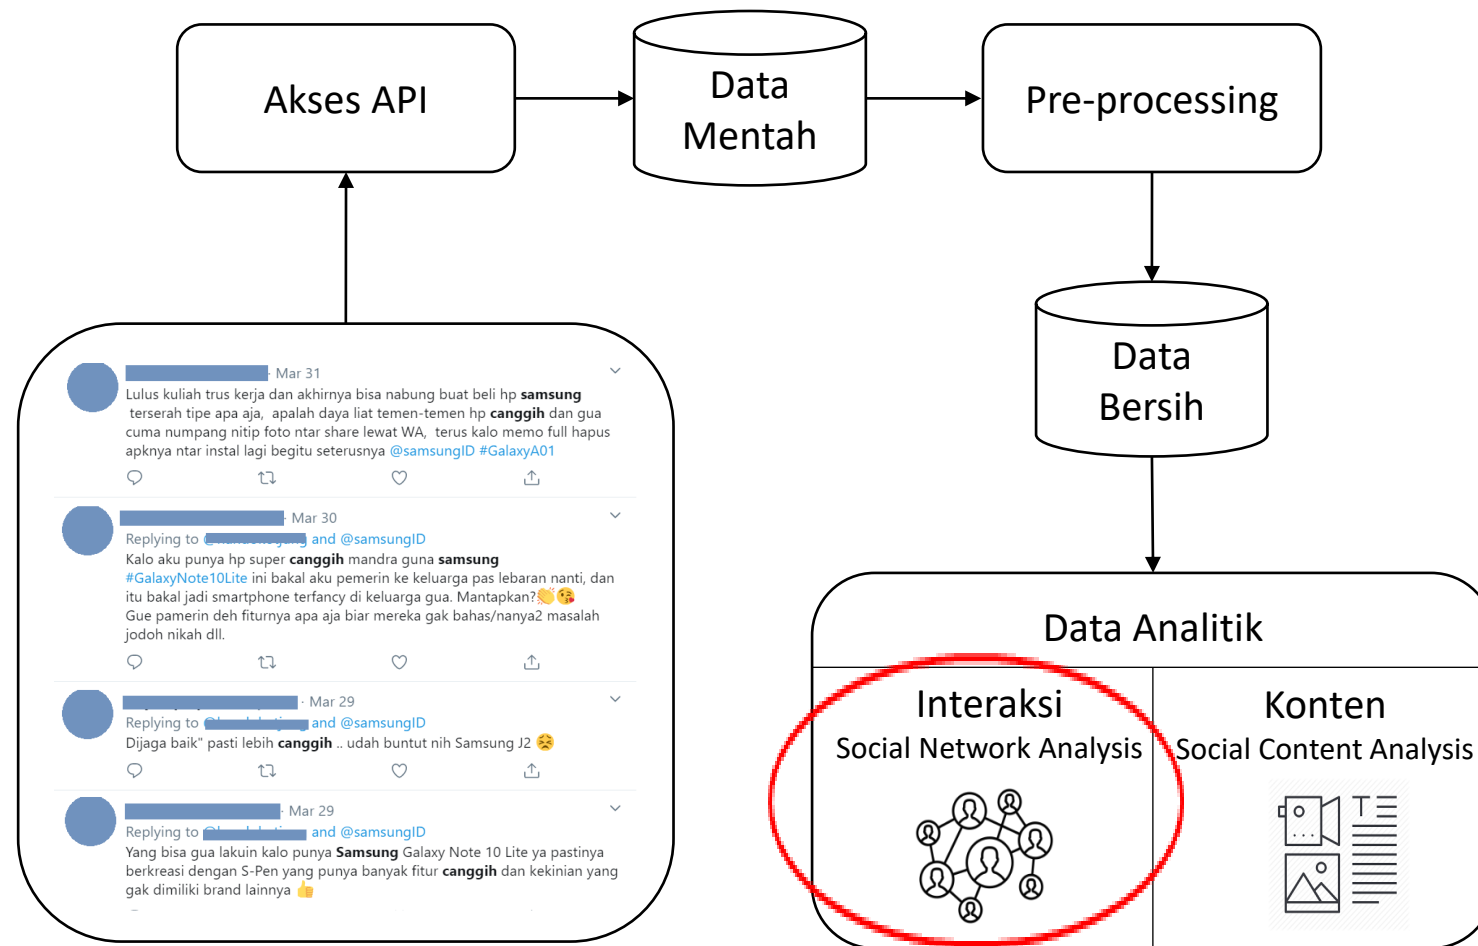 Akses API
Data
Mentah
Pre-processing
Data
Bersih
Mar 31
Lulus kuliah trus kerja dan akhirnya bisa nabung buat beli hp samsung
terserah tipe apa aja, apalah daya liat temen-temen hp canggih dan gua
cuma numpang nitip foto ntar share lewat WA, terus kalo memo full hapus
apknya ntar instal lagi begitu seterusnya @samsungID #GalaxyA01
· Mar 30
Replying to and @samsungID
Kalo aku punya hp super canggih mandra guna samsung
#GalaxyNote10Lite ini bakal aku pemerin ke keluarga pas lebaran nanti, dan
itu bakal jadi smartphone terfancy di keluarga gua. Mantapkan?👏😘
Gue pamerin deh fiturnya apa aja biar mereka gak bahas/nanya2 masalah
jodoh nikah dll.
· Mar 29
Replying to and @samsungID
Dijaga baik" pasti lebih canggih .. udah buntut nih Samsung J2 😣
· Mar 29
Replying to and @samsungID
Yang bisa gua lakuin kalo punya Samsung Galaxy Note 10 Lite ya pastinya
berkreasi dengan S-Pen yang punya banyak fitur canggih dan kekinian yang
gak dimiliki brand lainnya 👍
Data Analitik
Interaksi
Social Network Analysis
Konten
Social Content Analysis
T